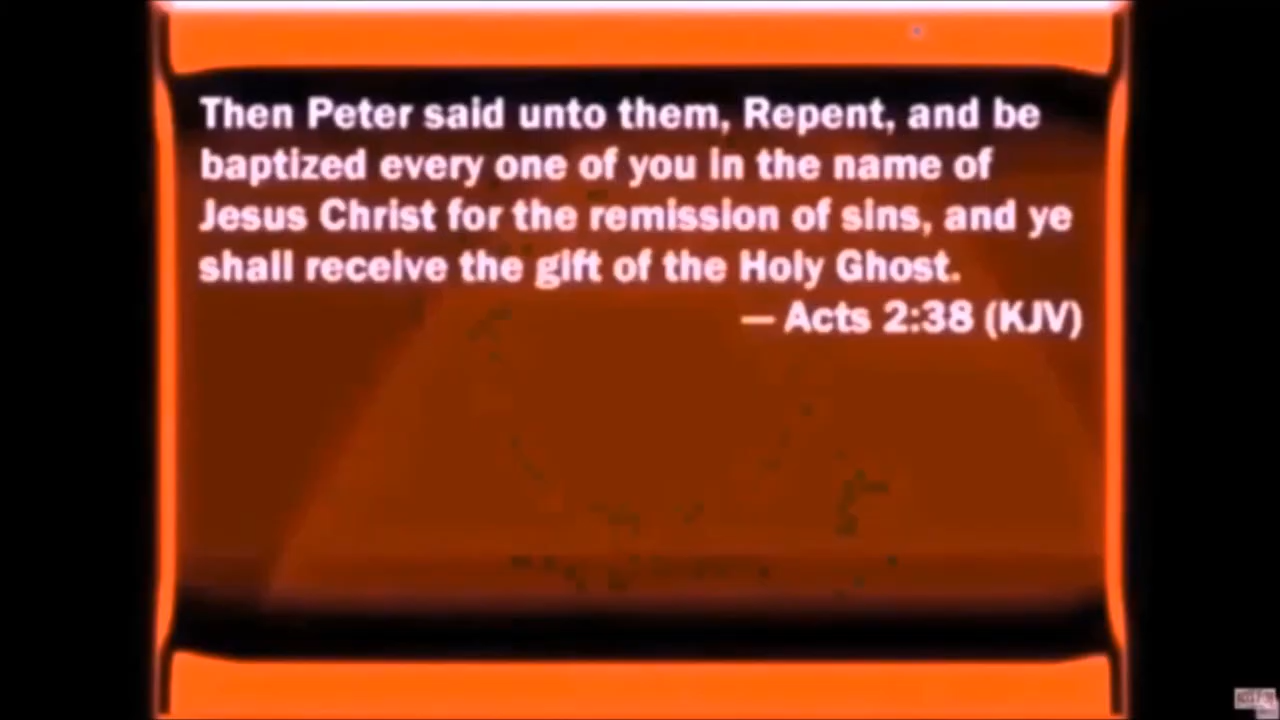 Then Peter said unto them, Repent, and be
baptized every one of you in the name of
Jesus Christ for the remission of sins, and ye
shall receive the gift of the Holy Ghost.
— Acts 2:38 (KJV)